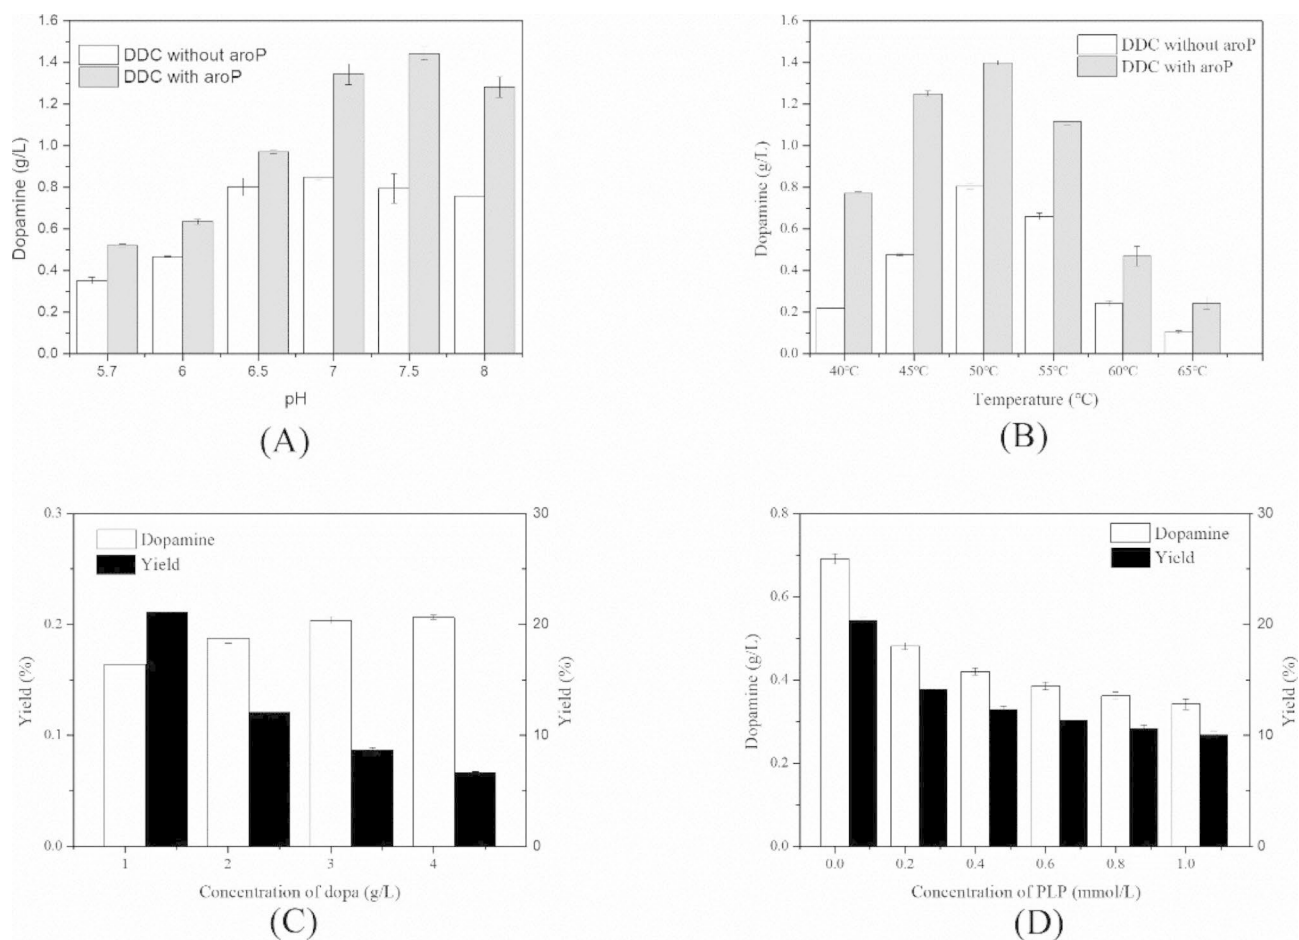 1.6
1.4
1.2
1.0
0.8
0.6
0.4
0.2
0.0
Dopamine (g/L)
DDC without aroP
DDC with aroP
5.7 6 6.5 7 7.5 8
pH
(A)
1.6
1.4
1.2
1.0
0.8
0.6
0.4
0.2
0.0
Dopamine (g/L)
DDC without aroP
DDC with aroP
40°C 45°C 50°C 55°C 60°C 65°C
Temperature (°C)
(B)
0.3
0.2
0.1
0.0
Yield (%)
Dopamine
Yield
30
20
10
0
Yield (%)
1 2 3 4
Concentration of dopa (g/L)
(C)
0.8
0.6
0.4
0.2
0.0
Dopamine (g/L)
Dopamine
Yield
30
20
10
0
Yield (%)
0.0 0.2 0.4 0.6 0.8 1.0
Concentration of PLP (mmol/L)
(D)